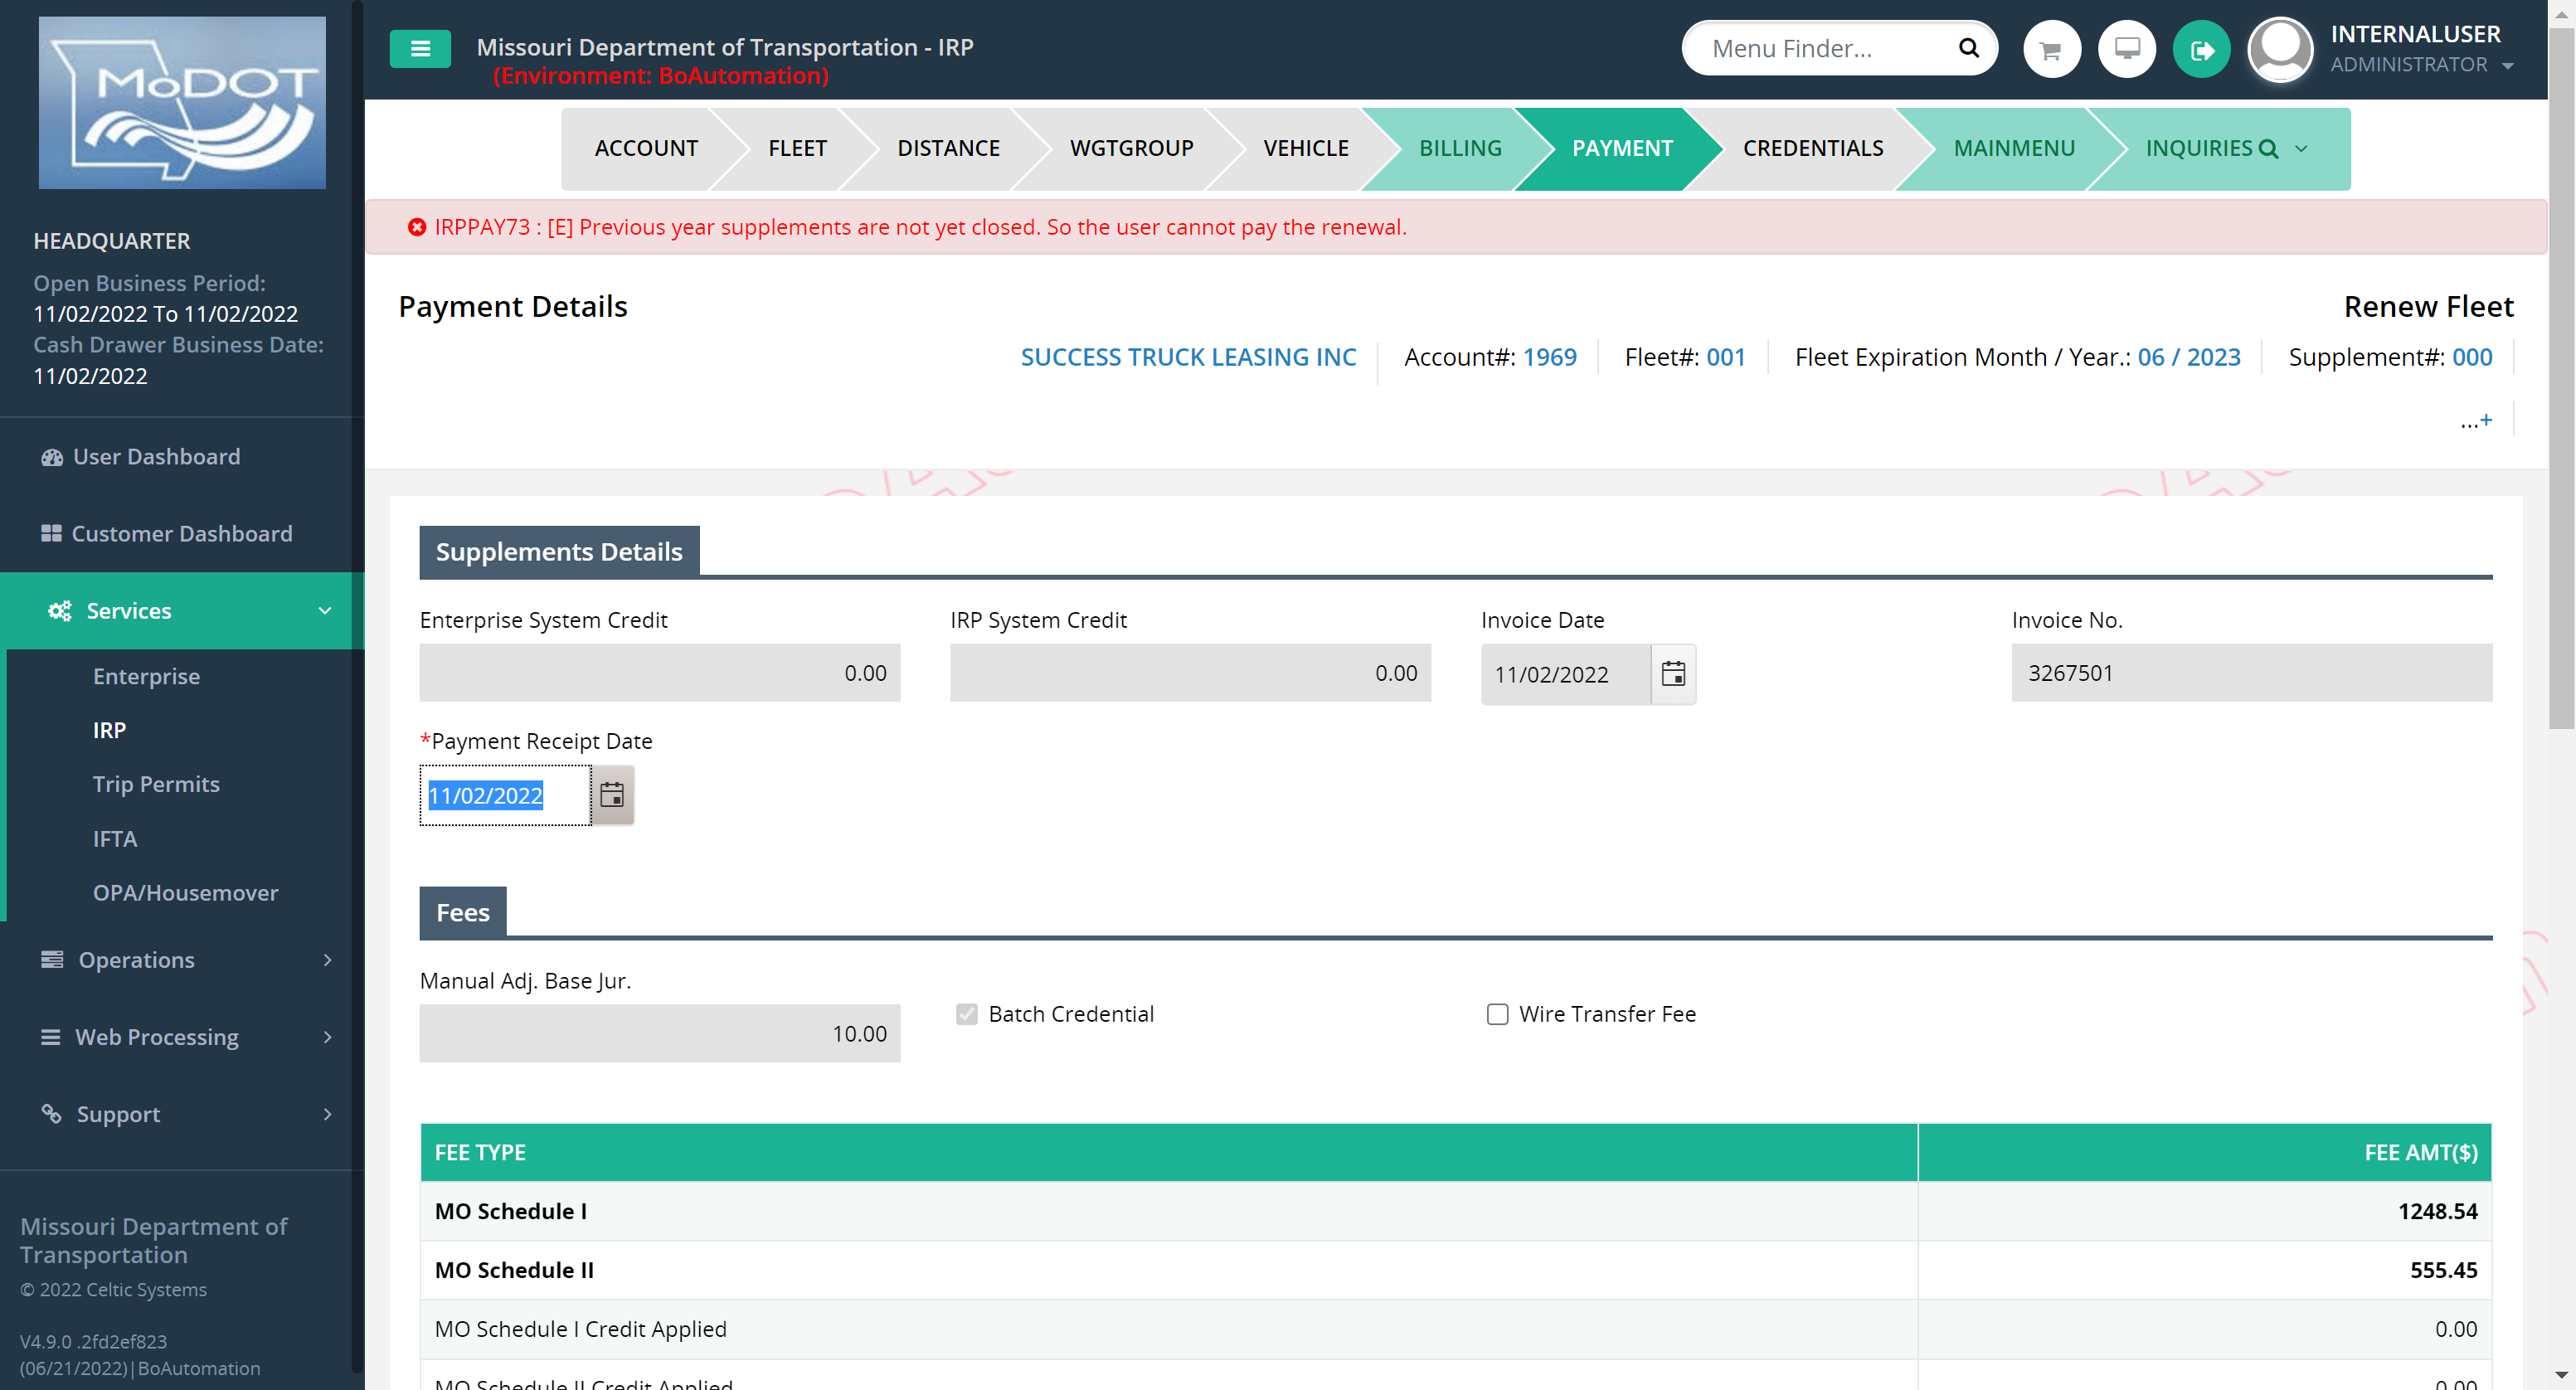 MoDOT
Missouri Department of Transportation - IRP
(Environment: BoAutomation)
Menu Finder...
INTERNALUSER
ADMINISTRATOR
ACCOUNT FLEET DISTANCE WGTGROUP VEHICLE BILLING PAYMENT CREDENTIALS MAINMENU INQUIRIES
IRPPAY73 : [E] Previous year supplements are not yet closed. So the user cannot pay the renewal.
HEADQUARTER
Open Business Period:
11/02/2022 To 11/02/2022
Cash Drawer Business Date:
11/02/2022
User Dashboard
Customer Dashboard
Services
Enterprise
IRP
Trip Permits
IFTA
OPA/Housemover
Operations
Web Processing
Support
Missouri Department of
Transportation
© 2022 Celtic Systems
V4.9.0 .2fd2ef823
(06/21/2022)|BoAutomation
Payment Details
Renew Fleet
SUCCESS TRUCK LEASING INC Account#: 1969 Fleet#: 001 Fleet Expiration Month / Year.: 06 / 2023 Supplement#: 000
...+
Supplements Details
Enterprise System Credit IRP System Credit Invoice Date Invoice No.
0.00 0.00 11/02/2022 3267501
*Payment Receipt Date
11/02/2022
Fees
Manual Adj. Base Jur.
10.00 Batch Credential Wire Transfer Fee
FEE TYPE FEE AMT($)
MO Schedule I 1248.54
MO Schedule II 555.45
MO Schedule I Credit Applied 0.00
MO Schedule II Credit Applied 0.00